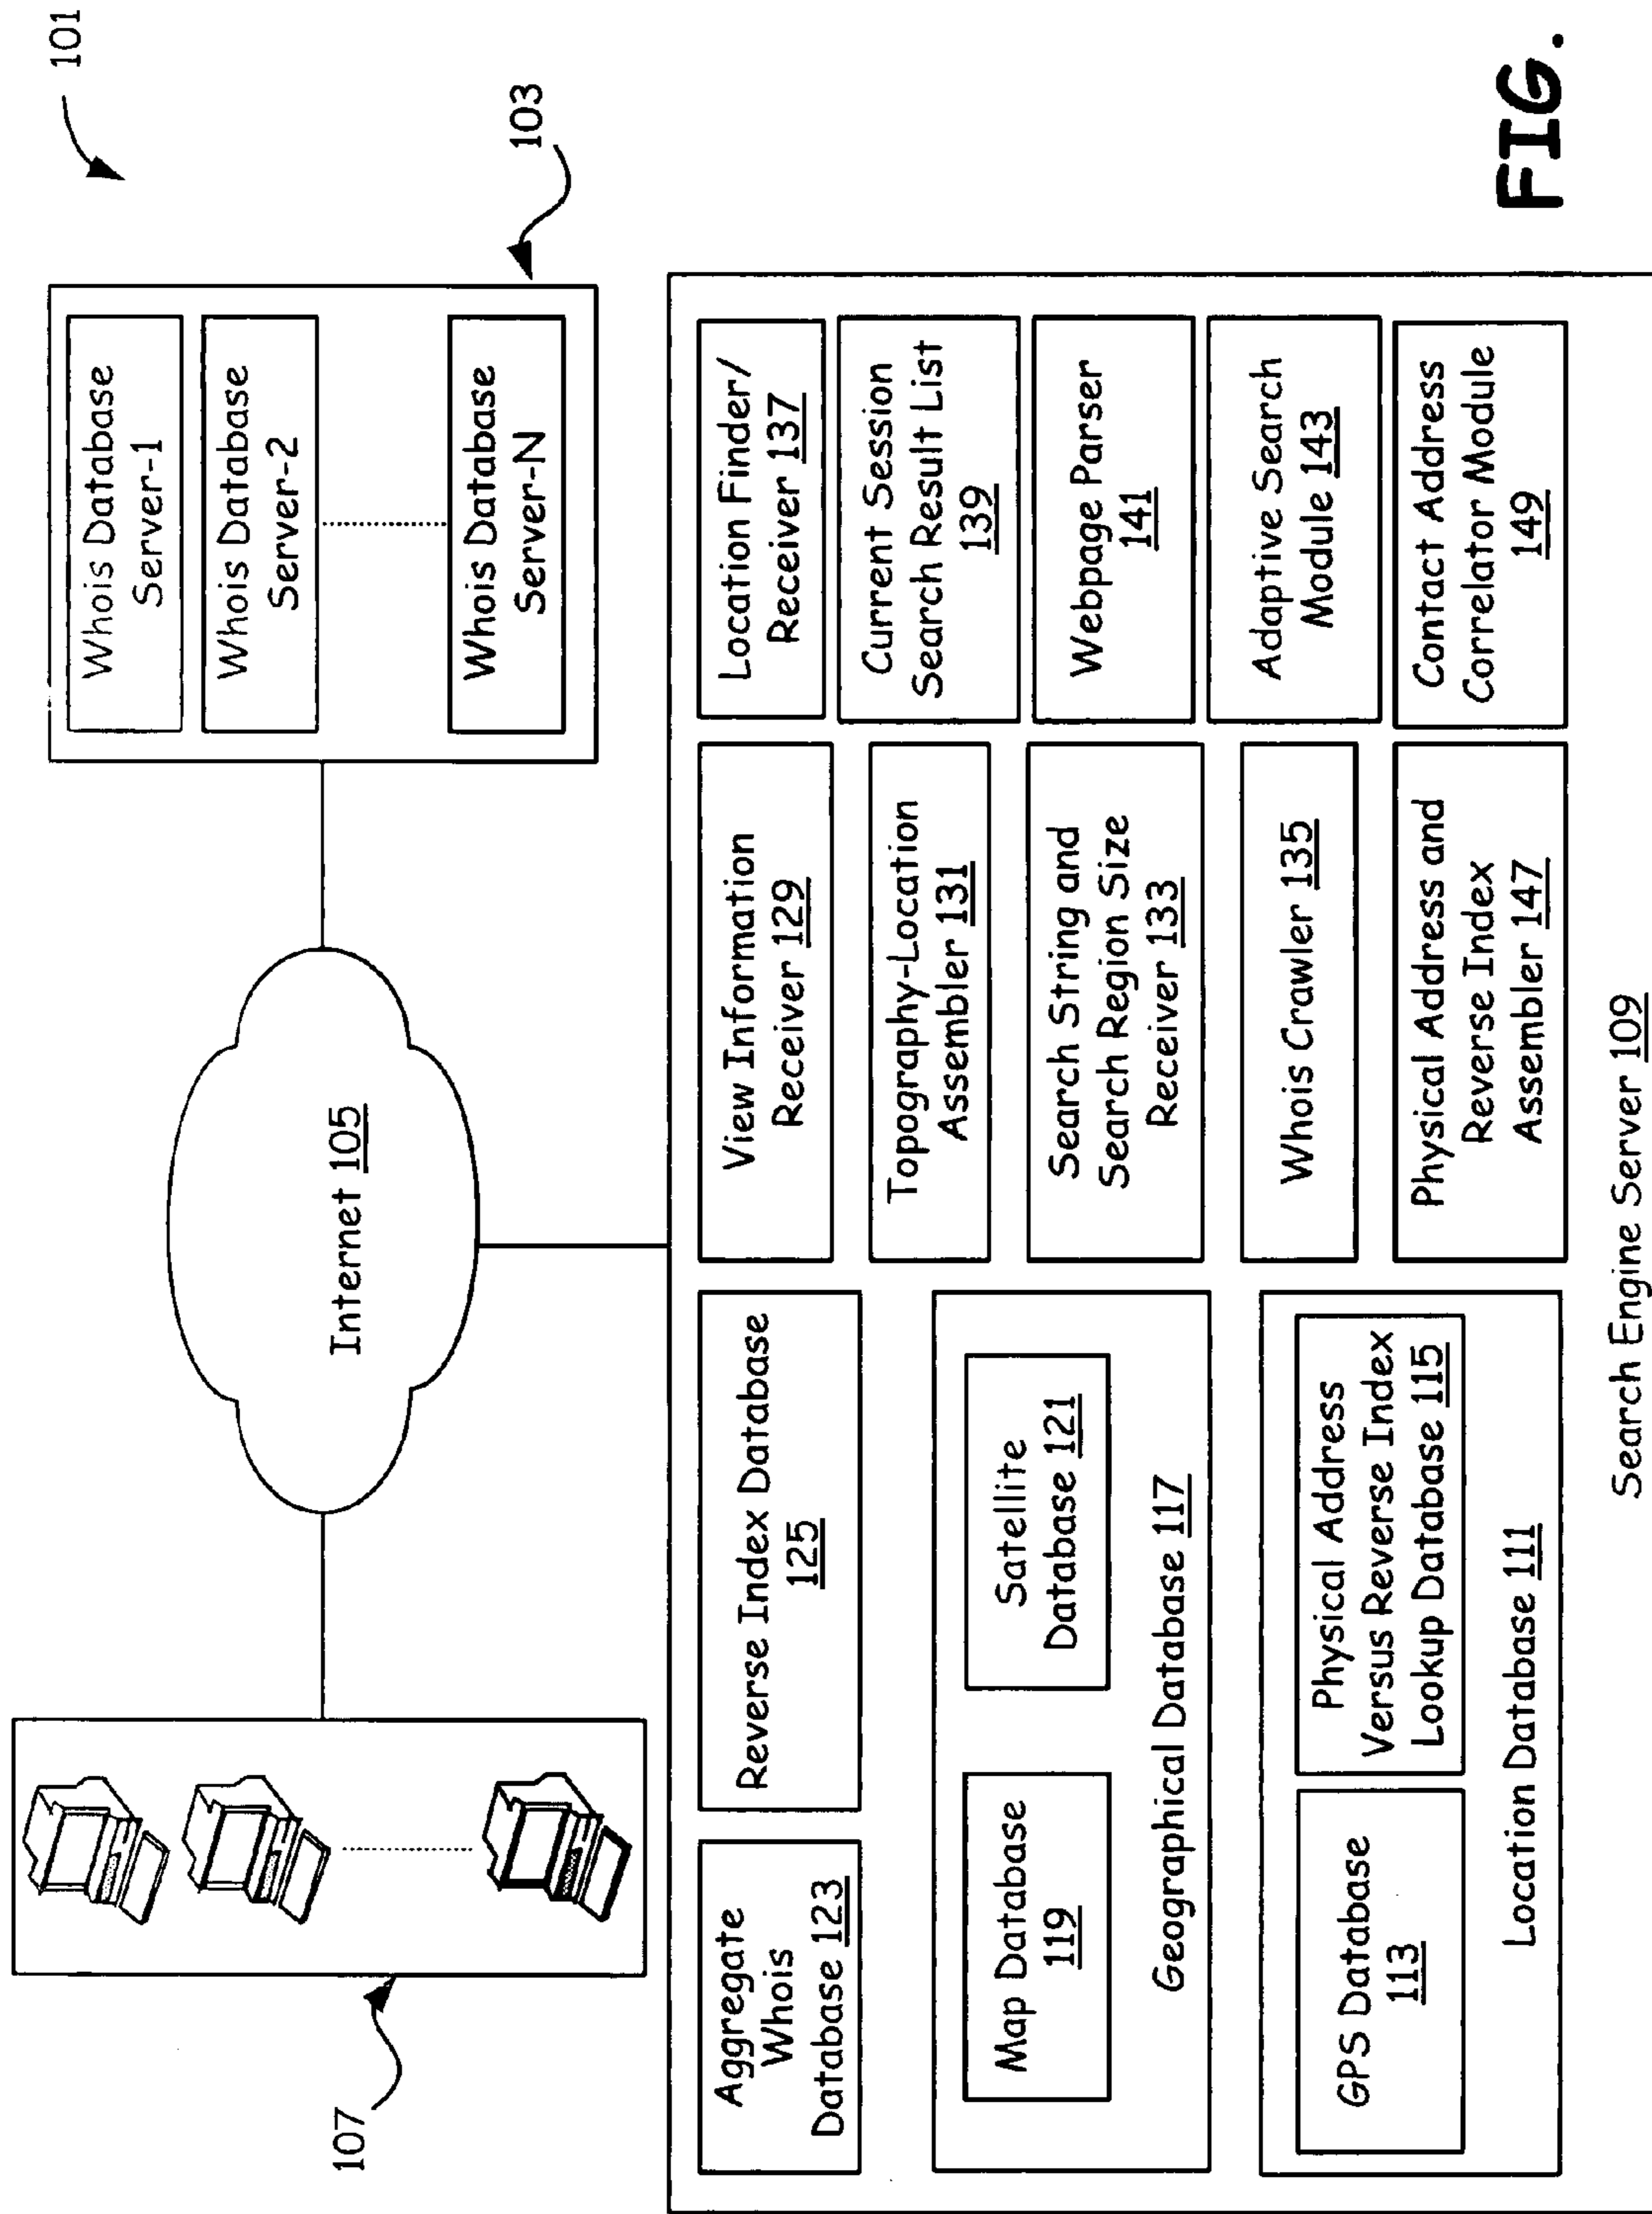 101
Whois Database
Server-1
Whois Database
Server-2
Whois Database
Server-N
103
Internet 105
107
Aggregate
Whois
Database 123
Reverse Index Database
125
View Information
Receiver 129
Location Finder/
Receiver 137
Map Database
119
Satellite
Database 121
Geographical Database 117
Topography-Location
Assembler 131
Current Session
Search Result List
139
Search String and
Search Region Size
Receiver 133
Webpage Parser
141
GPS Database
113
Physical Address
Versus Reverse Index
Lookup Database 115
Location Database 111
Whois Crawler 135
Adaptive Search
Module 143
Physical Address and
Reverse Index
Assembler 147
Contact Address
Correlator Module
149
Search Engine Server 109
FIG.